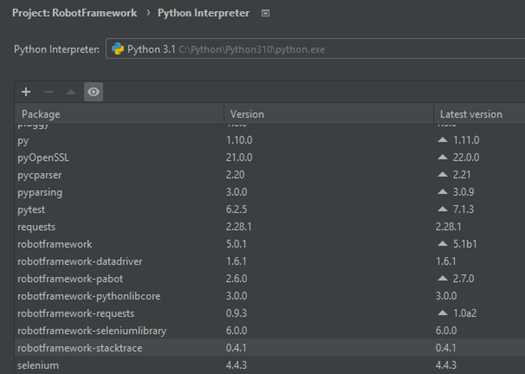 Project: RobotFramework › Python Interpreter
Python Interpreter: Python 3.1 C:\Python\Python310\python.exe
Package Version Latest version
py 1.10.0 1.11.0
pyOpenSSL 21.0.0 22.0.0
pycparser 2.20 2.21
pyparsing 3.0.0 3.0.9
pytest 6.2.5 7.1.3
requests 2.28.1 2.28.1
robotframework 5.0.1 5.1b1
robotframework-datadriver 1.6.1 1.6.1
robotframework-pabot 2.6.0 2.7.0
robotframework-pythonlibcore 3.0.0 3.0.0
robotframework-requests 0.9.3 1.0a2
robotframework-seleniumlibrary 6.0.0 6.0.0
robotframework-stacktrace 0.4.1 0.4.1
selenium 4.4.3 4.4.3